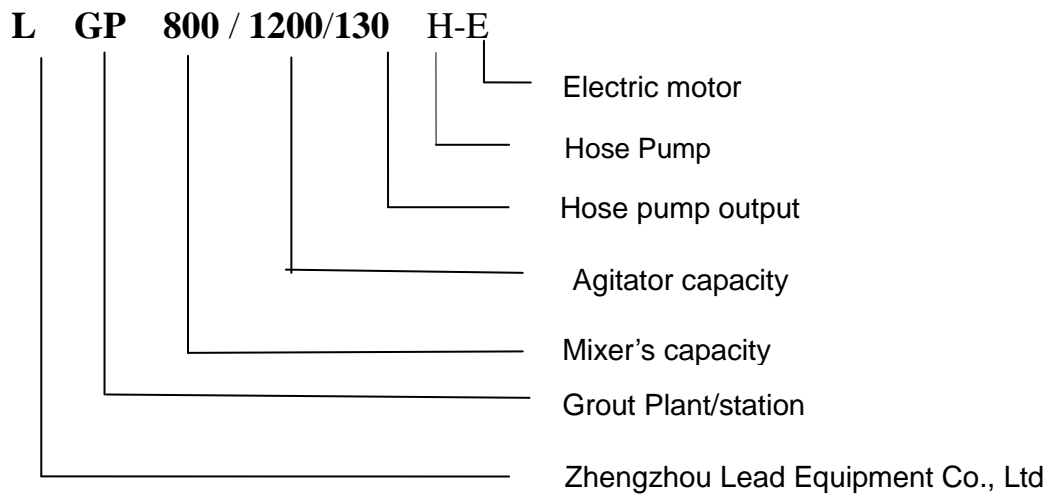 L GP 800 / 1200/130 H-E
Electric motor
Hose Pump
Hose pump output
Agitator capacity
Mixer’s capacity
Grout Plant/station
Zhengzhou Lead Equipment Co., Ltd